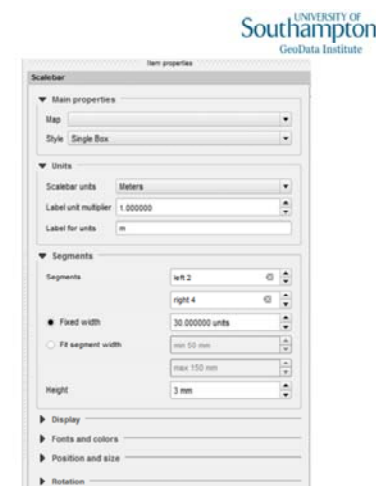 UNIVERSITY OF
Southampton
GeoData Institute
Item properties
Scalebar
Main properties
Map
Style Single Box
Units
Scalebar units Meters
Label unit multiplier 1.000000
Label for units m
Segments
Segments left 2
right 4
Fixed width 30.000000 units
Fit segment width min 50 mm
max 150 mm
Height 3 mm
Display
Fonts and colors
Position and size
Rotation